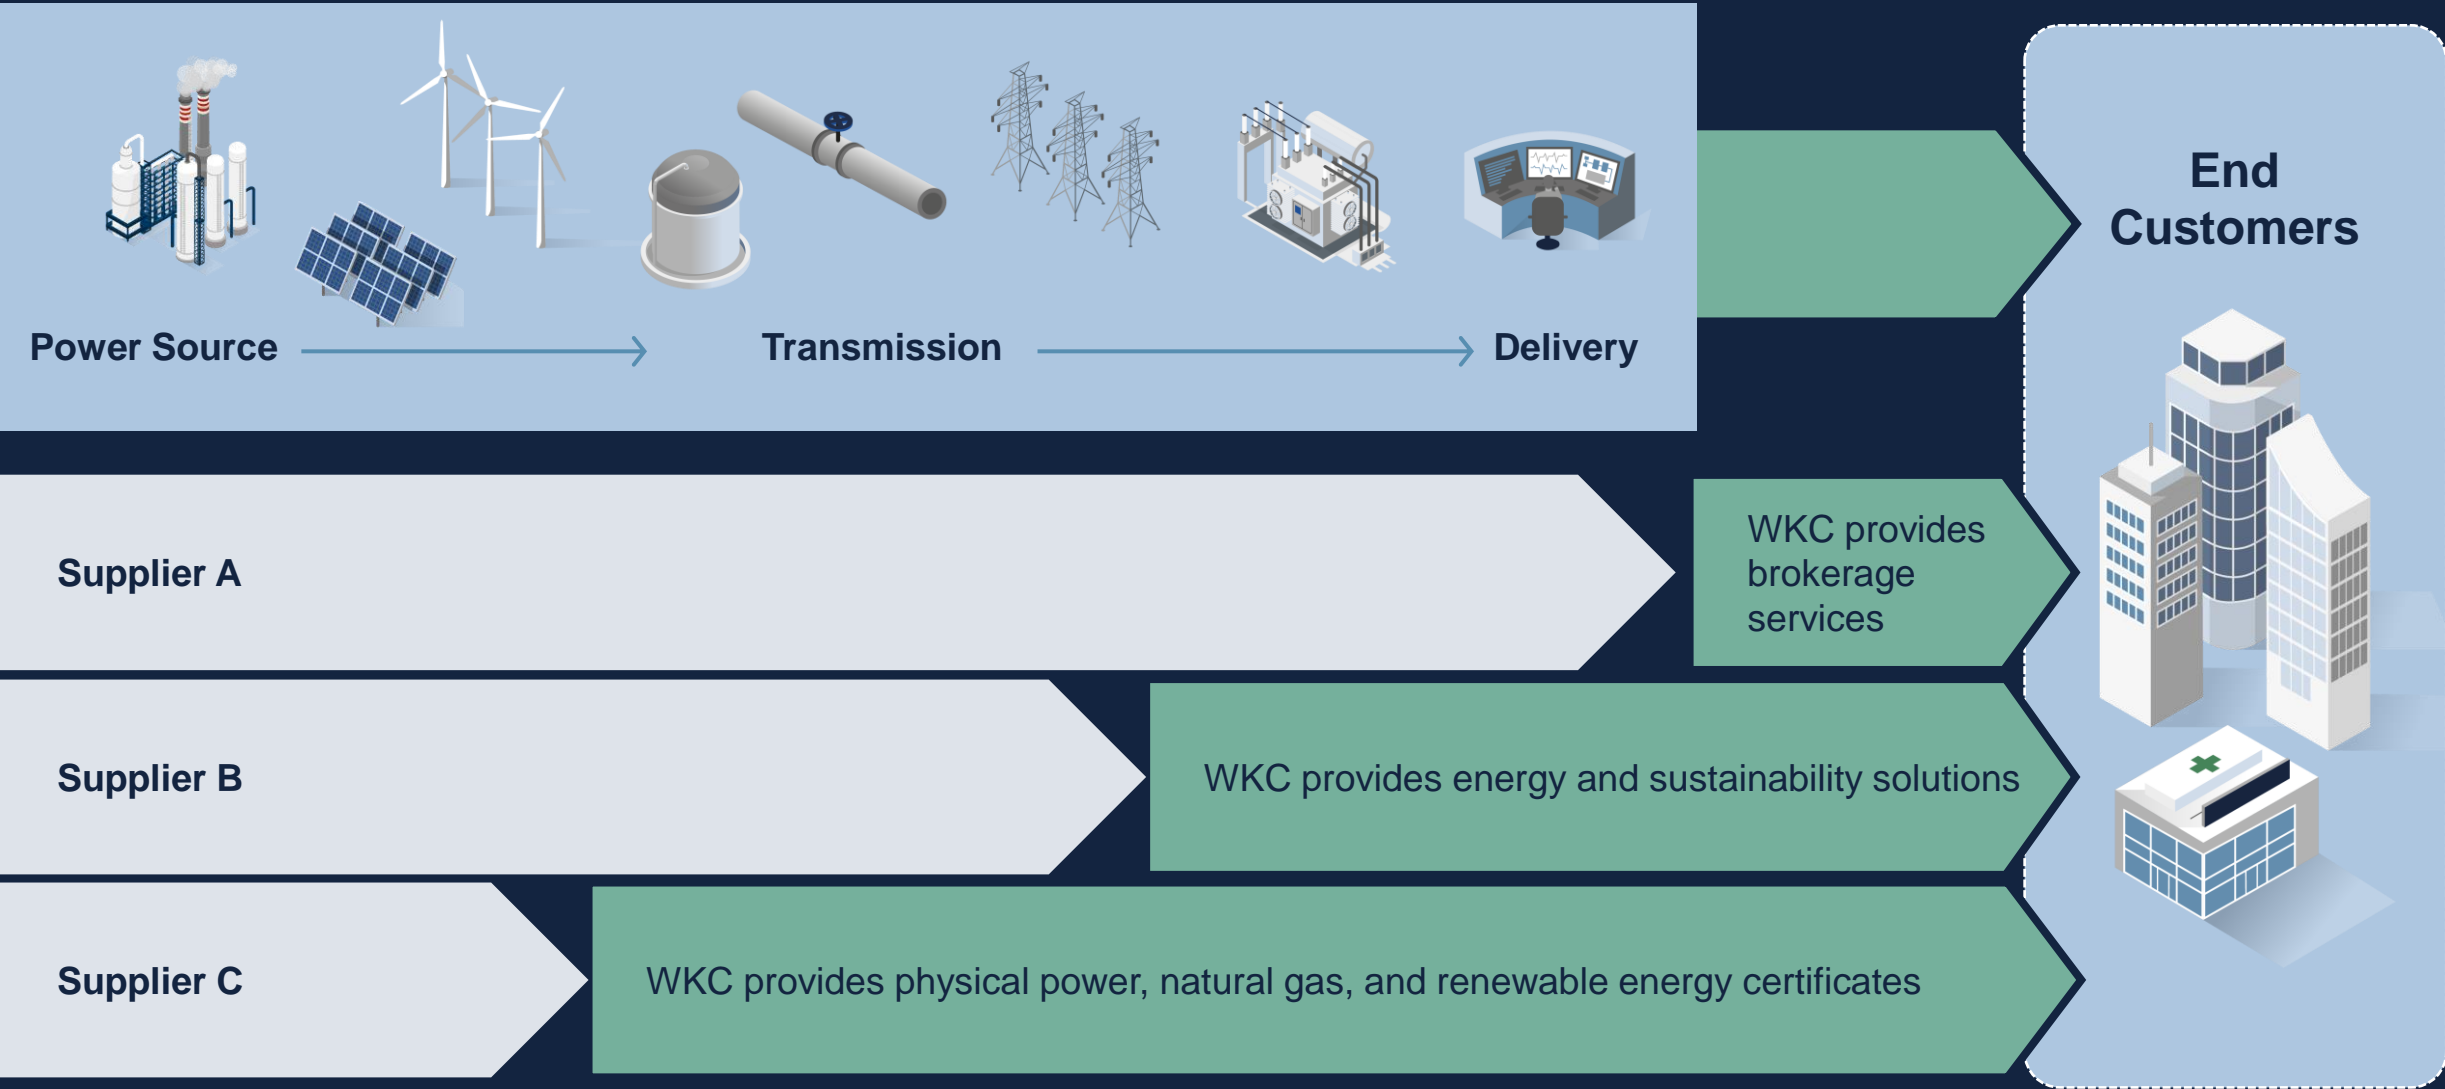 End
Customers
Power Source
Transmission
Delivery
Supplier A
WKC provides
brokerage
services
Supplier B
WKC provides energy and sustainability solutions
Supplier C
WKC provides physical power, natural gas, and renewable energy certificates